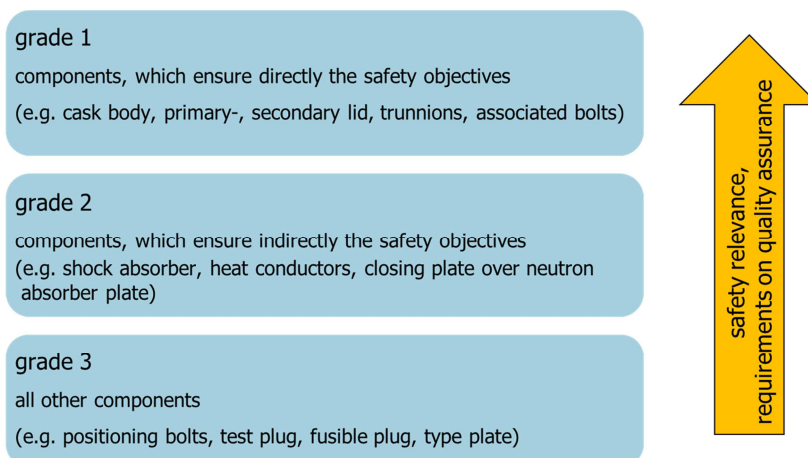 grade 1
components, which ensure directly the safety objectives
(e.g. cask body, primary-, secondary lid, trunnions, associated bolts)
grade 2
components, which ensure indirectly the safety objectives
(e.g. shock absorber, heat conductors, closing plate over neutron
absorber plate)
grade 3
all other components
(e.g. positioning bolts, test plug, fusible plug, type plate)
safety relevance,
requirements on quality assurance